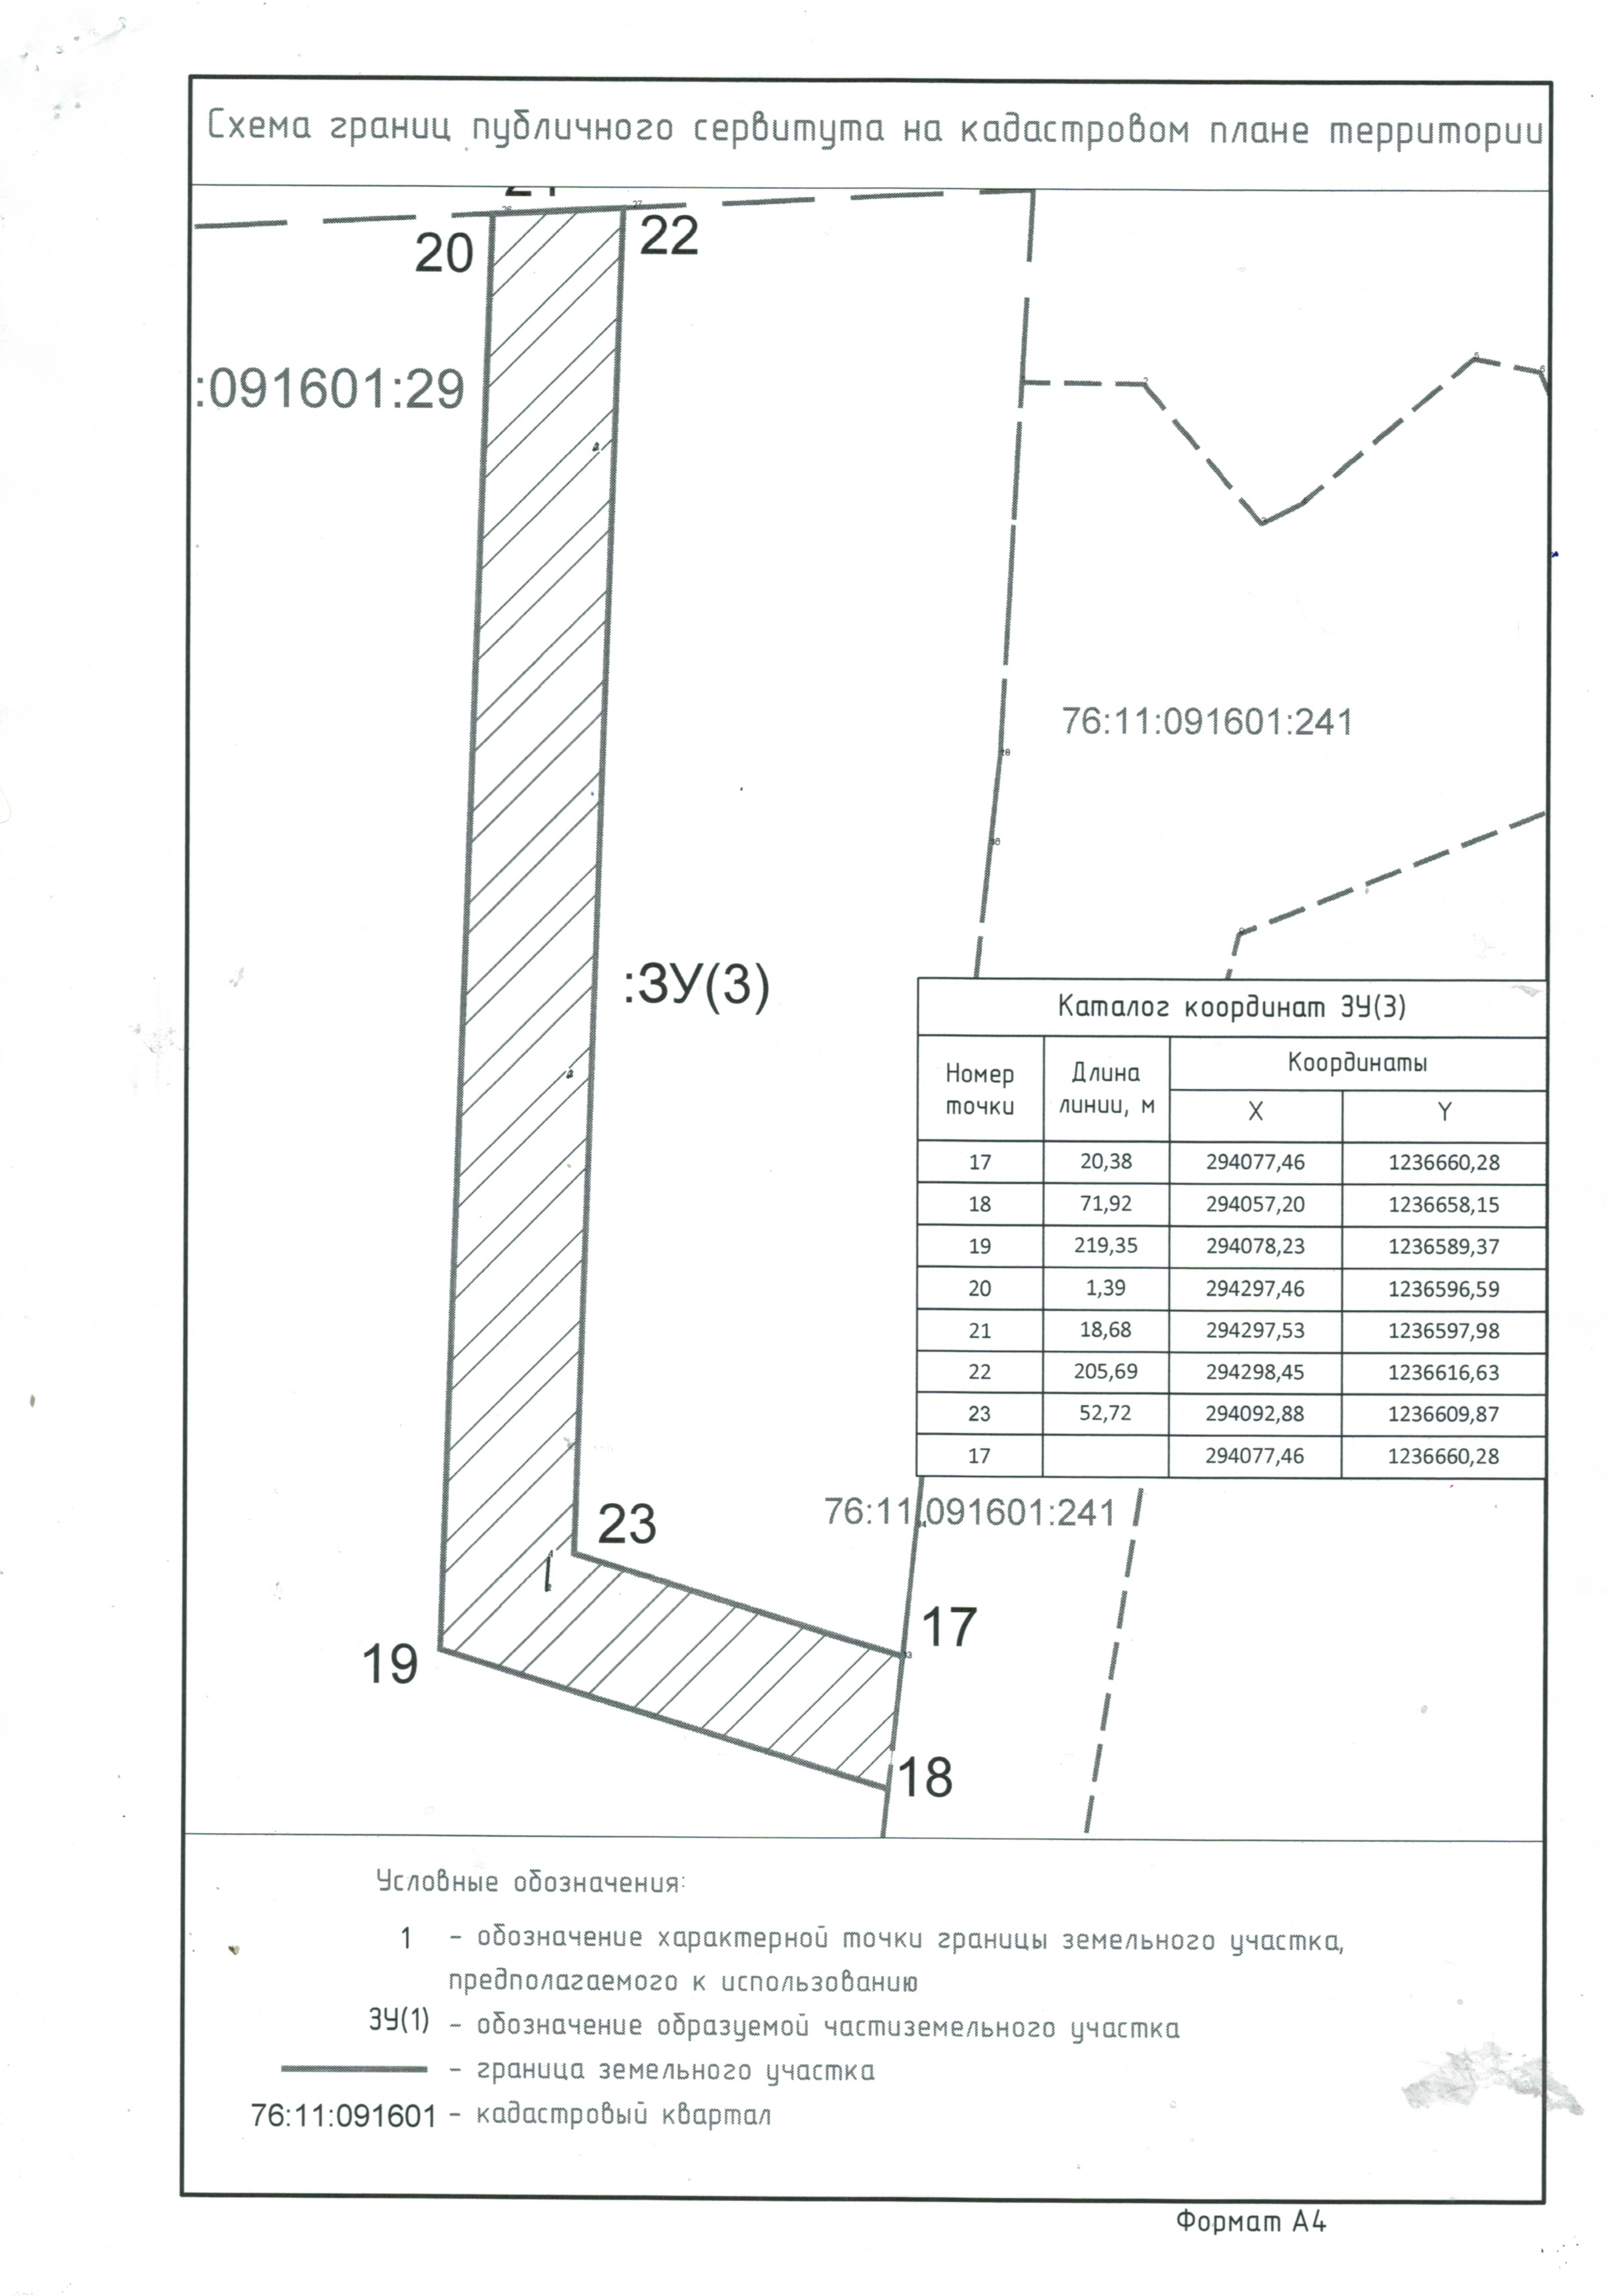 Схема границ публичного сервитута на кадастровом плане территории
20
22
:091601:29
76:11:091601:241
:ЗУ(3)
Каталог координат ЗУ(3)
Номер точки
Длина линии, м
Координаты
X
Y
17 20,38 294077,46 1236660,28
18 71,92 294057,20 1236658,15
19 219,35 294078,23 1236589,37
20 1,39 294297,46 1236596,59
21 18,68 294297,53 1236597,98
22 205,69 294298,45 1236616,63
23 52,72 294092,88 1236609,87
17 294077,46 1236660,28
76:11:091601:241
23
17
19
18
Условные обозначения:
1 - обозначение характерной точки границы земельного участка,
предполагаемого к использованию
ЗУ(1) - обозначение образуемой частиземельного участка
- граница земельного участка
76:11:091601 - кадастровый квартал
Формат А4